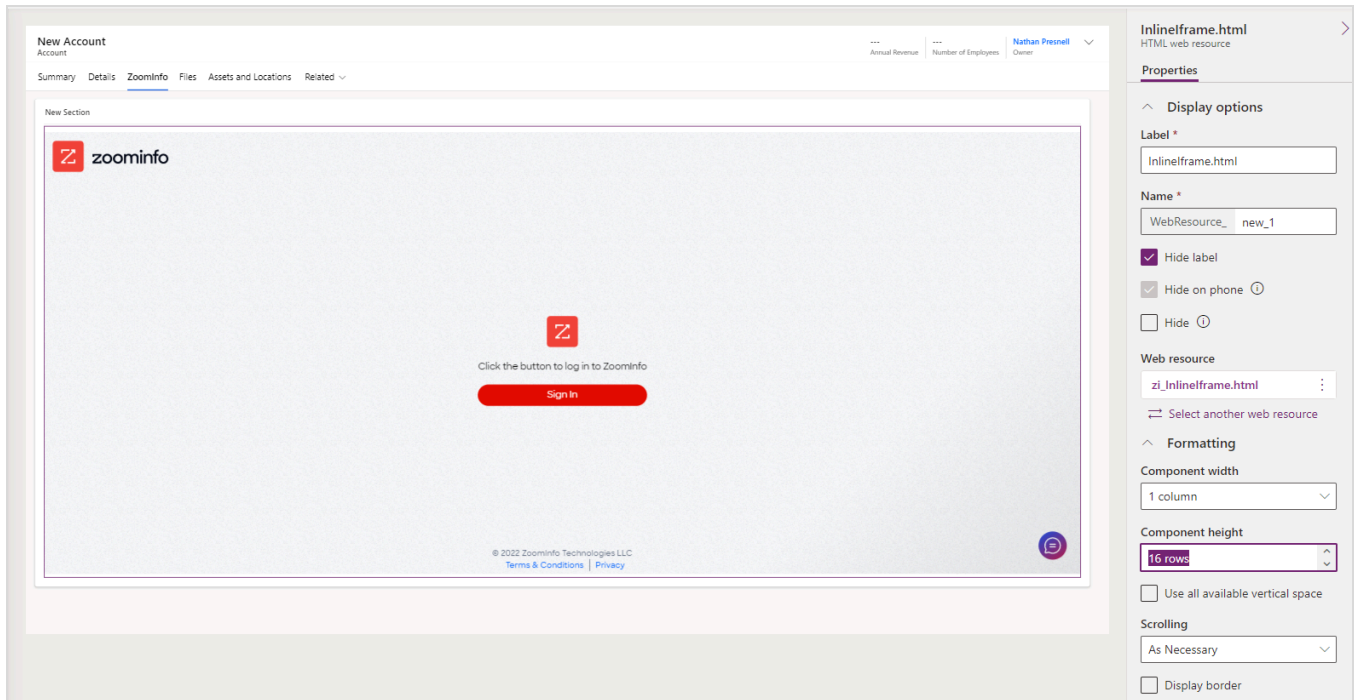 New Account
Account
---
Annual Revenue
---
Number of Employees
Nathan Presnell
Owner
Summary Details ZoomInfo Files Assets and Locations Related
New Section
zoominfo
Click the button to log in to ZoomInfo
Sign In
© 2022 ZoomInfo Technologies LLC
Terms & Conditions | Privacy
InlineIframe.html
HTML web resource
Properties
Display options
Label *
InlineIframe.html
Name *
WebResource_ new_1
Hide label
Hide on phone
Hide
Web resource
zi_InlineIframe.html
Select another web resource
Formatting
Component width
1 column
Component height
16 rows
Use all available vertical space
Scrolling
As Necessary
Display border